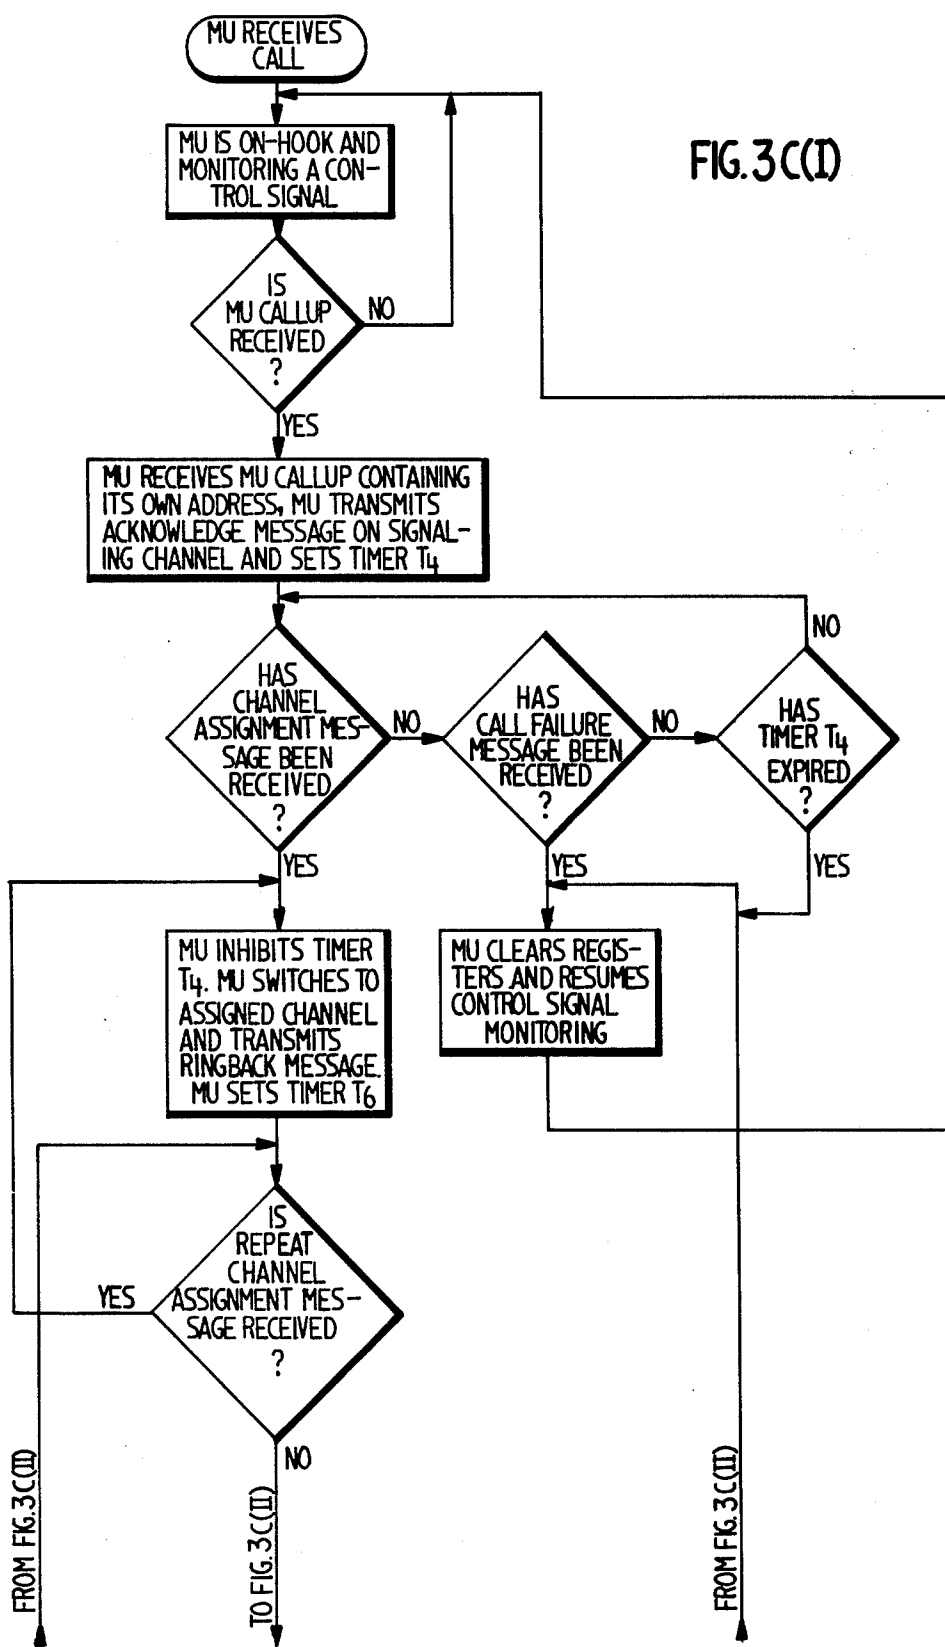 MU RECEIVES
CALL
FIG.3C(I)
MU IS ON-HOOK AND
MONITORING A CON-
TROL SIGNAL
IS
MU CALLUP
RECEIVED
?
NO
YES
MU RECEIVES MU CALLUP CONTAINING
ITS OWN ADDRESS, MU TRANSMITS
ACKNOWLEDGE MESSAGE ON SIGNAL-
ING CHANNEL AND SETS TIMER T4
HAS
CHANNEL
ASSIGNMENT MES-
SAGE BEEN
RECEIVED
?
NO
YES
HAS
CALL FAILURE
MESSAGE BEEN
RECEIVED
?
NO
YES
HAS
TIMER T4
EXPIRED
?
NO
YES
MU INHIBITS TIMER
T4. MU SWITCHES TO
ASSIGNED CHANNEL
AND TRANSMITS
RINGBACK MESSAGE.
MU SETS TIMER T6
MU CLEARS REGIS-
TERS AND RESUMES
CONTROL SIGNAL
MONITORING
IS
REPEAT
CHANNEL
ASSIGNMENT MES-
SAGE RECEIVED
?
YES
NO
FROM FIG.3C(II)
TO FIG.3C(II)
FROM FIG.3C(II)